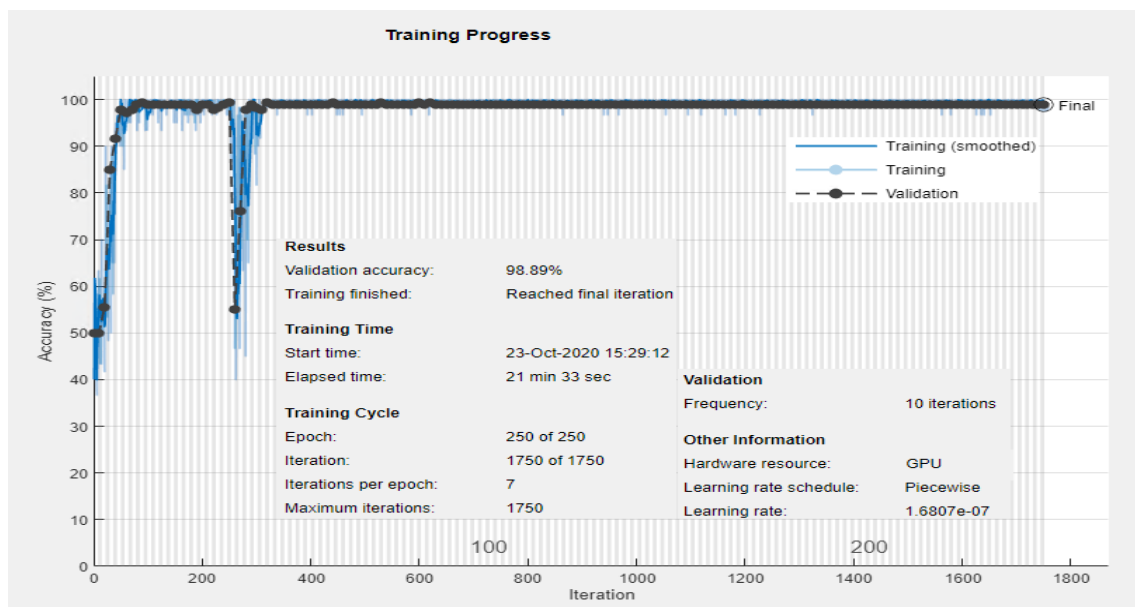 Training Progress
100
90
80
70
60
50
40
30
20
10
0
Accuracy (%)
Final
Training (smoothed)
Training
Validation
Results
Validation accuracy: 98.89%
Training finished: Reached final iteration
Training Time
Start time: 23-Oct-2020 15:29:12
Elapsed time: 21 min 33 sec
Training Cycle
Epoch: 250 of 250
Iteration: 1750 of 1750
Iterations per epoch: 7
Maximum iterations: 1750
Validation
Frequency: 10 iterations
Other Information
Hardware resource: GPU
Learning rate schedule: Piecewise
Learning rate: 1.6807e-07
100 200
0 200 400 600 800 1000 1200 1400 1600 1800
Iteration